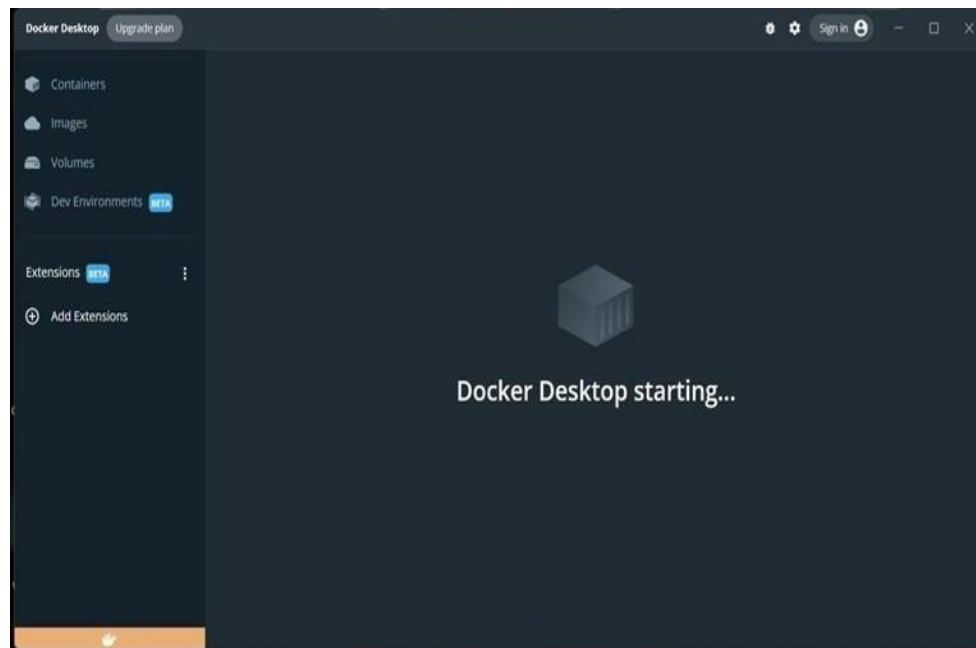 Docker Desktop Upgrade plan
Sign in
Containers
Images
Volumes
Dev Environments BETA
Extensions BETA
Add Extensions
Docker Desktop starting...